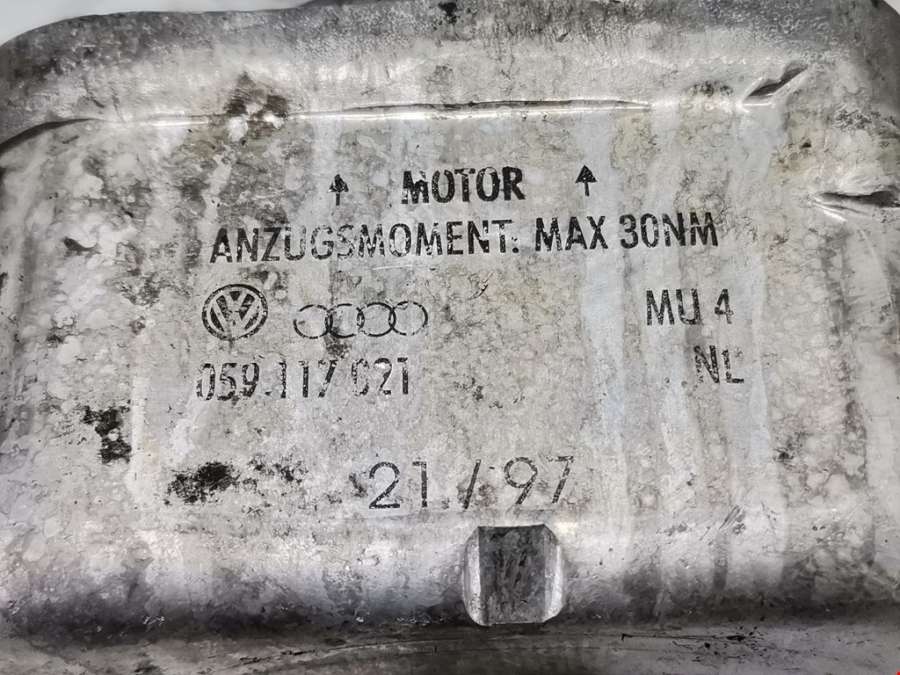 MOTOR
ANZUGSMOMENT: MAX 30NM
MU 4
059 117 021 NL
21/97